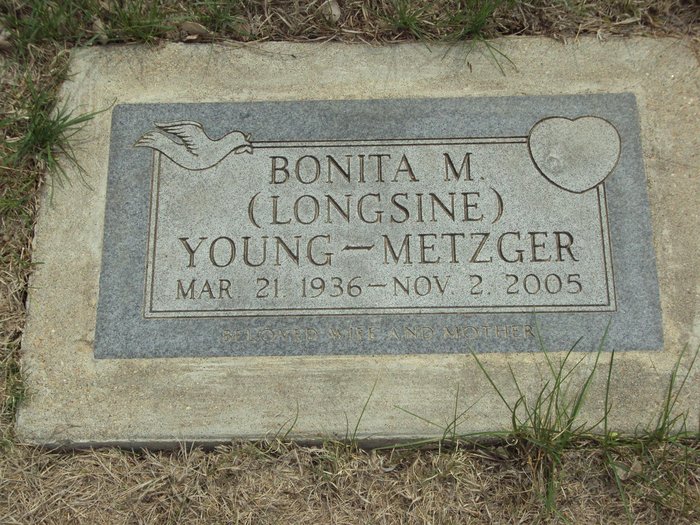 BONITA M.
(LONGSINE)
YOUNG – METZGER
MAR. 21. 1936 – NOV. 2. 2005
BELOVED WIFE AND MOTHER